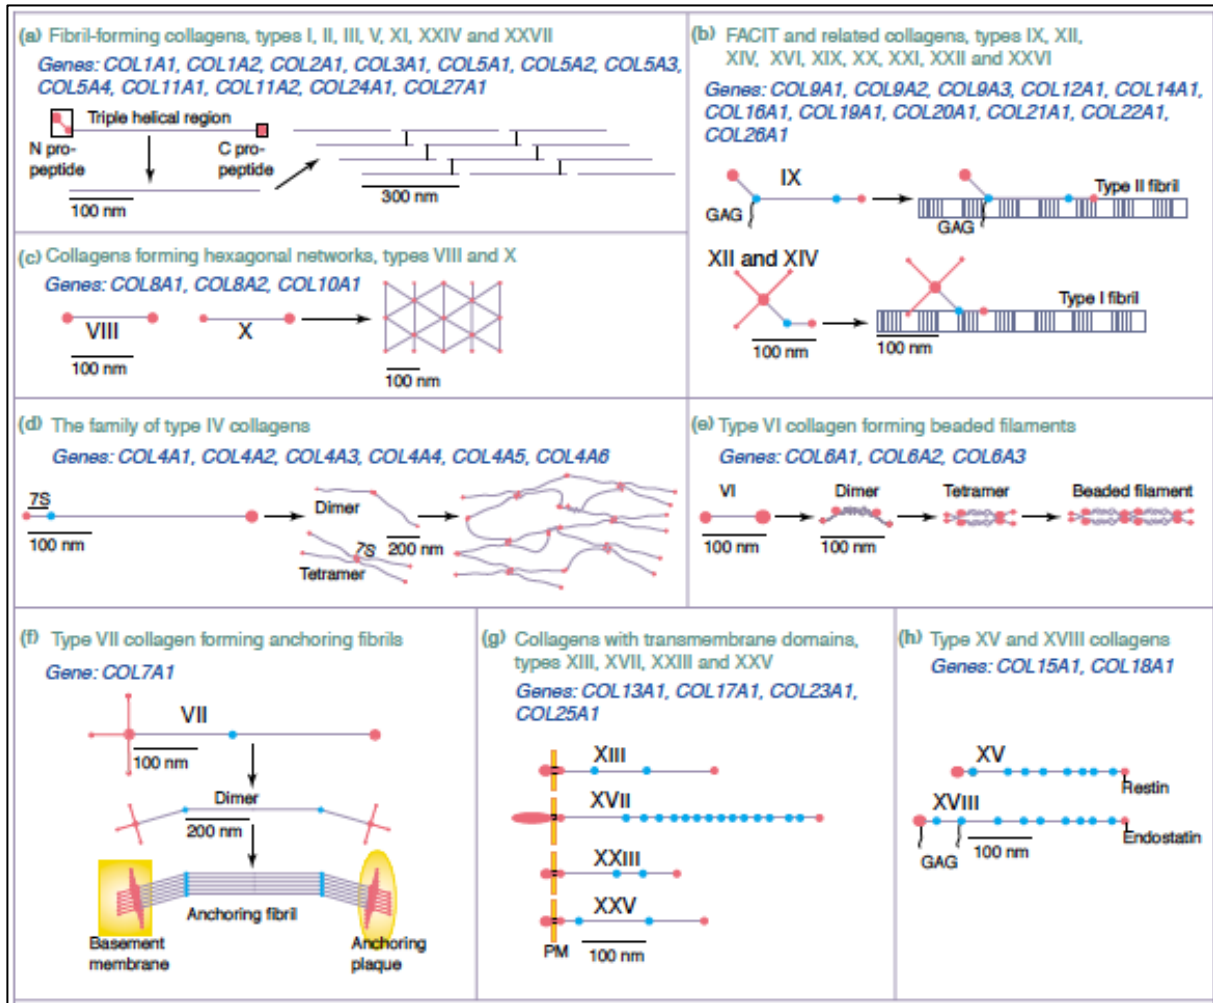 (a) Fibril-forming collagens, types I, II, III, V, XI, XXIV and XXVII
Genes: COL1A1, COL1A2, COL2A1, COL3A1, COL5A1, COL5A2, COL5A3,
COL5A4, COL11A1, COL11A2, COL24A1, COL27A1
Triple helical region
N pro-
peptide
C pro-
peptide
100 nm
300 nm
(b) FACIT and related collagens, types IX, XII,
XIV, XVI, XIX, XX, XXI, XXII and XXVI
Genes: COL9A1, COL9A2, COL9A3, COL12A1, COL14A1,
COL16A1, COL19A1, COL20A1, COL21A1, COL22A1,
COL26A1
IX
GAG
Type II fibril
GAG
XII and XIV
Type I fibril
100 nm
100 nm
(c) Collagens forming hexagonal networks, types VIII and X
Genes: COL8A1, COL8A2, COL10A1
VIII
X
100 nm
100 nm
(d) The family of type IV collagens
Genes: COL4A1, COL4A2, COL4A3, COL4A4, COL4A5, COL4A6
7S
100 nm
Dimer
7S
200 nm
Tetramer
(e) Type VI collagen forming beaded filaments
Genes: COL6A1, COL6A2, COL6A3
VI
Dimer
Tetramer
Beaded filament
100 nm
100 nm
(f) Type VII collagen forming anchoring fibrils
Gene: COL7A1
VII
100 nm
Dimer
200 nm
Anchoring fibril
Basement
membrane
Anchoring
plaque
(g) Collagens with transmembrane domains,
types XIII, XVII, XXIII and XXV
Genes: COL13A1, COL17A1, COL23A1,
COL25A1
XIII
XVII
XXIII
XXV
PM
100 nm
(h) Type XV and XVIII collagens
Genes: COL15A1, COL18A1
XV
Restin
XVIII
Endostatin
GAG
100 nm